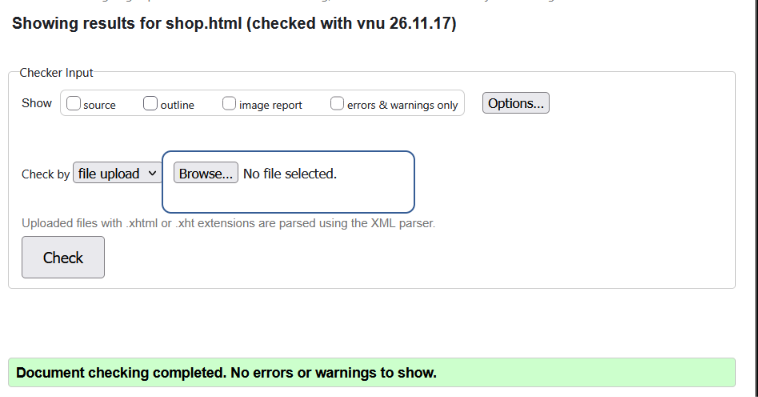 Showing results for shop.html (checked with vnu 26.11.17)
Checker Input
Show source outline image report errors & warnings only Options...
Check by file upload Browse... No file selected.
Uploaded files with .xhtml or .xht extensions are parsed using the XML parser.
Check
Document checking completed. No errors or warnings to show.